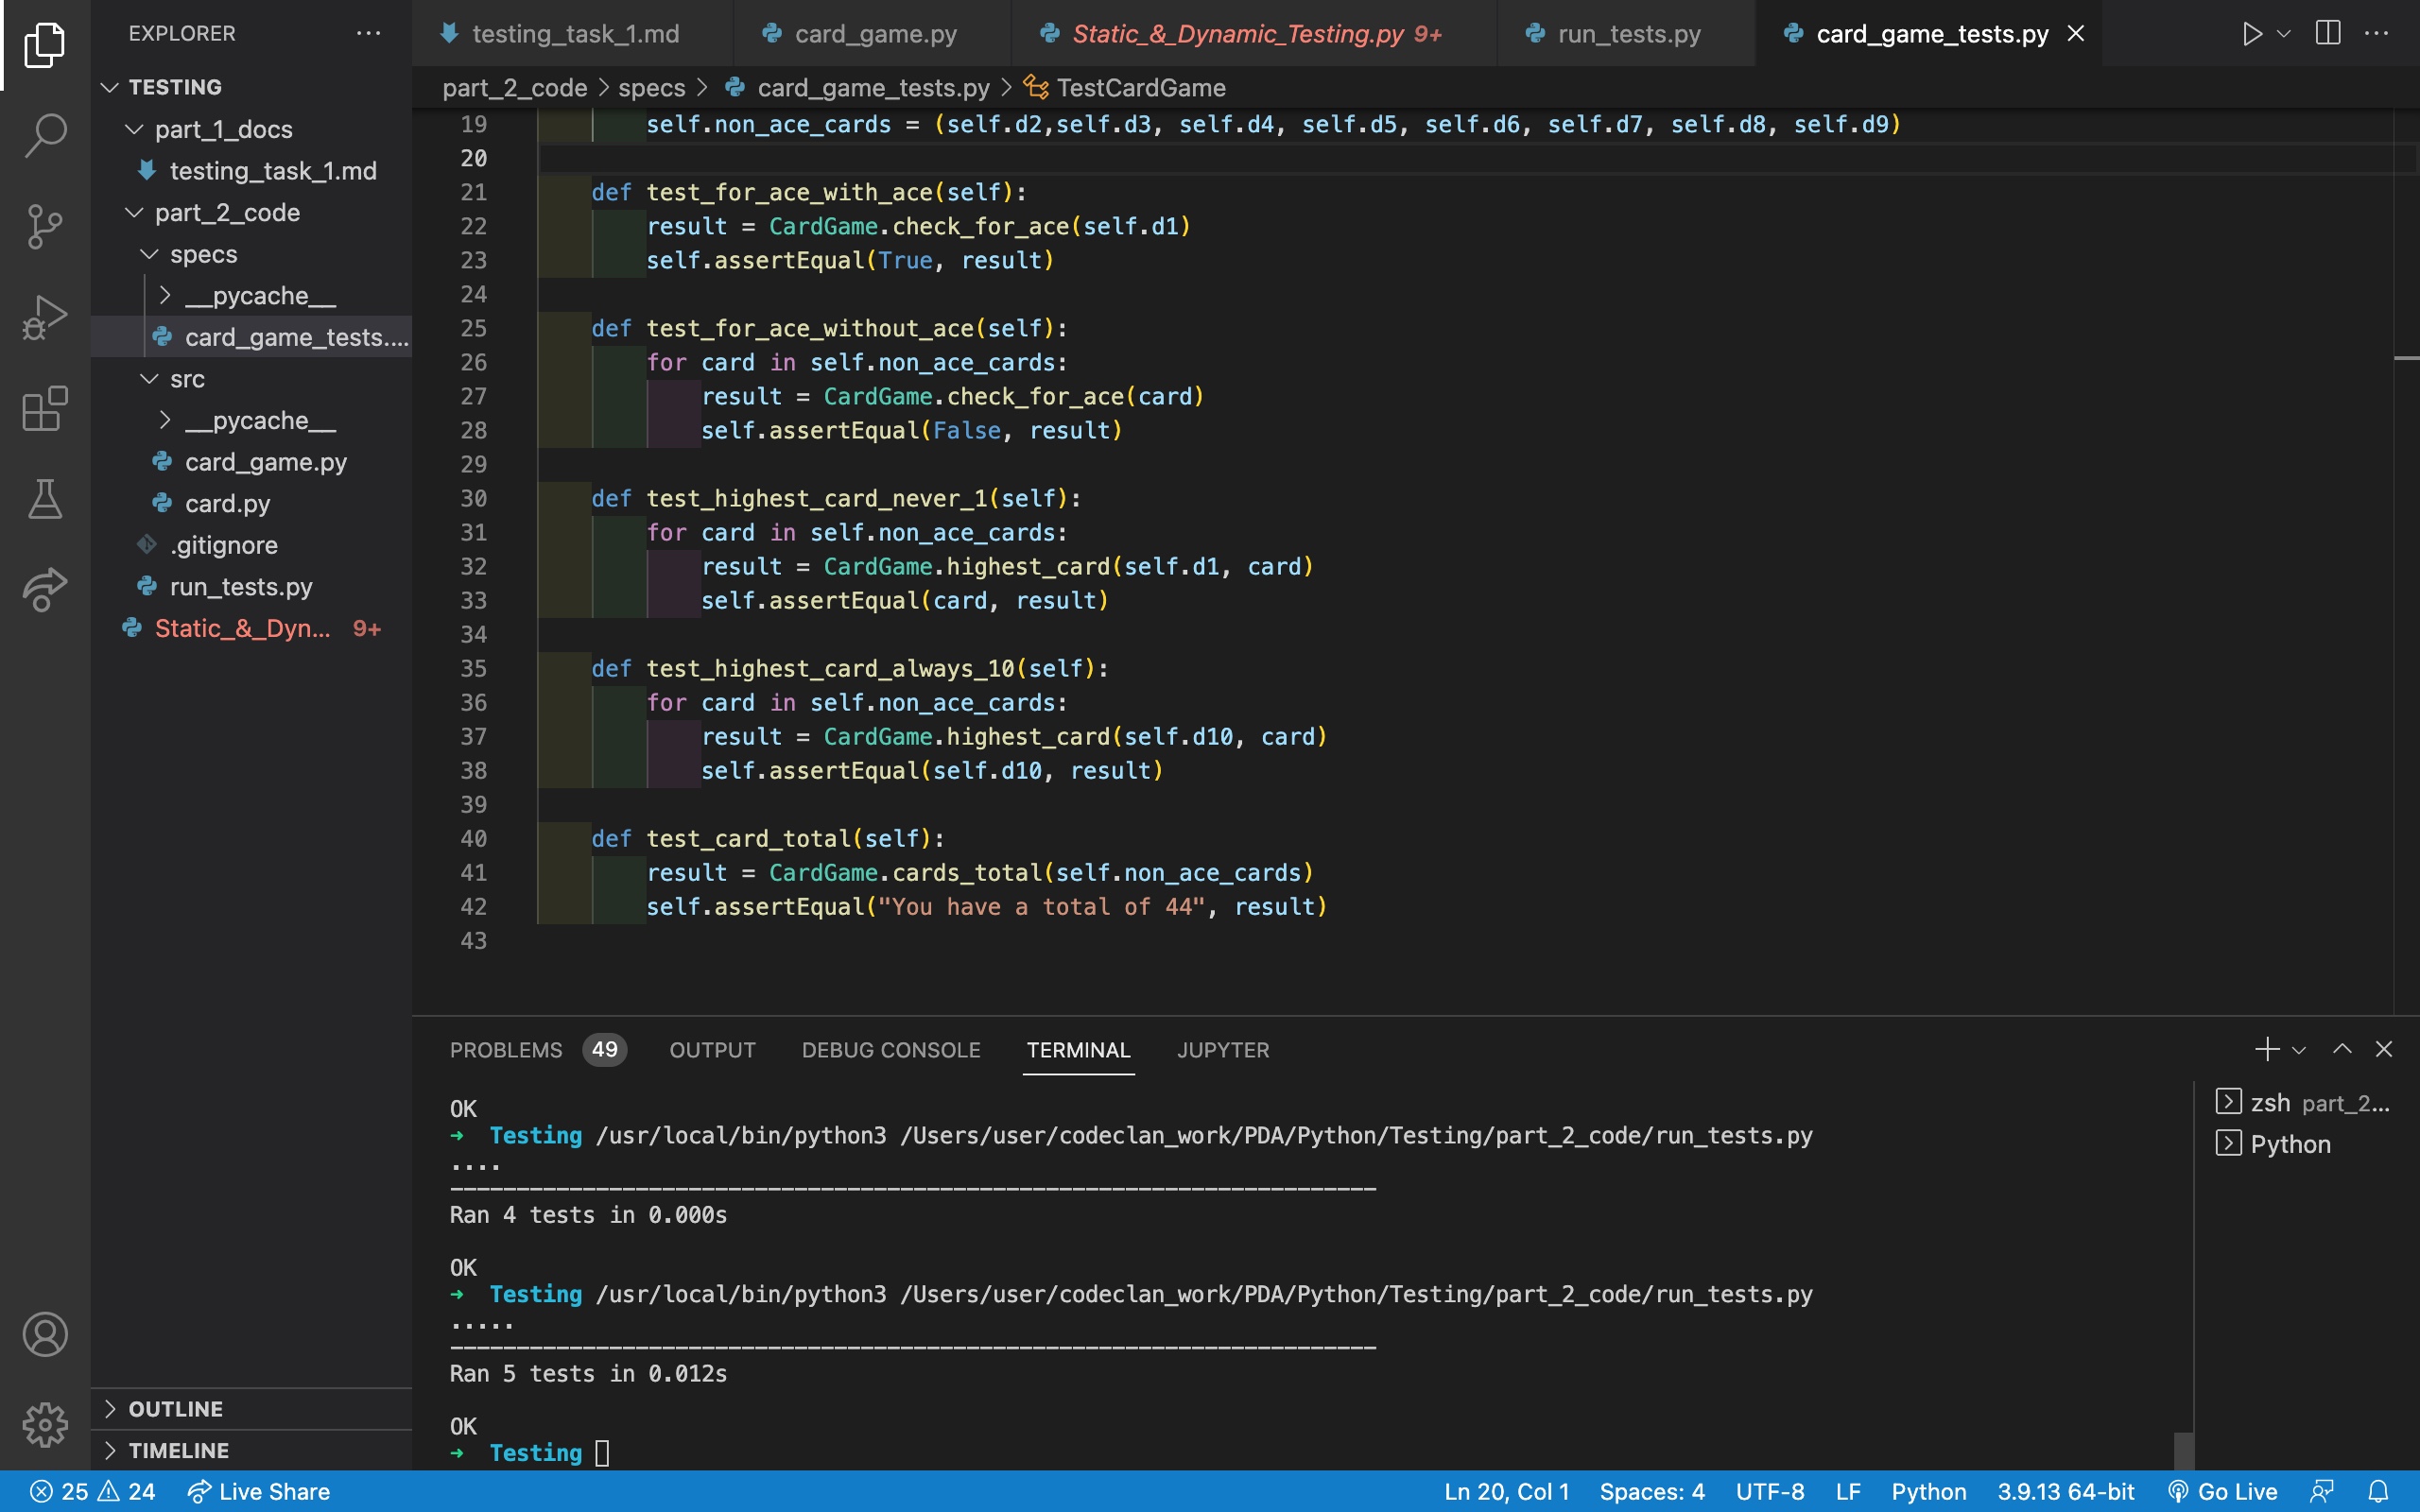 EXPLORER
TESTING
part_1_docs
testing_task_1.md
part_2_code
specs
__pycache__
card_game_tests....
src
__pycache__
card_game.py
card.py
.gitignore
run_tests.py
Static_&_Dyn... 9+
OUTLINE
TIMELINE
testing_task_1.md card_game.py Static_&_Dynamic_Testing.py 9+ run_tests.py card_game_tests.py
part_2_code > specs > card_game_tests.py > TestCardGame
19 self.non_ace_cards = (self.d2,self.d3, self.d4, self.d5, self.d6, self.d7, self.d8, self.d9)
20
21 def test_for_ace_with_ace(self):
22 result = CardGame.check_for_ace(self.d1)
23 self.assertEqual(True, result)
24
25 def test_for_ace_without_ace(self):
26 for card in self.non_ace_cards:
27 result = CardGame.check_for_ace(card)
28 self.assertEqual(False, result)
29
30 def test_highest_card_never_1(self):
31 for card in self.non_ace_cards:
32 result = CardGame.highest_card(self.d1, card)
33 self.assertEqual(card, result)
34
35 def test_highest_card_always_10(self):
36 for card in self.non_ace_cards:
37 result = CardGame.highest_card(self.d10, card)
38 self.assertEqual(self.d10, result)
39
40 def test_card_total(self):
41 result = CardGame.cards_total(self.non_ace_cards)
42 self.assertEqual("You have a total of 44", result)
43
PROBLEMS 49 OUTPUT DEBUG CONSOLE TERMINAL JUPYTER
OK
➜ Testing /usr/local/bin/python3 /Users/user/codeclan_work/PDA/Python/Testing/part_2_code/run_tests.py
....
----------------------------------------------------------------------
Ran 4 tests in 0.000s
OK
➜ Testing /usr/local/bin/python3 /Users/user/codeclan_work/PDA/Python/Testing/part_2_code/run_tests.py
.....
----------------------------------------------------------------------
Ran 5 tests in 0.012s
OK
➜ Testing
zsh part_2...
Python
25 24 Live Share Ln 20, Col 1 Spaces: 4 UTF-8 LF Python 3.9.13 64-bit Go Live